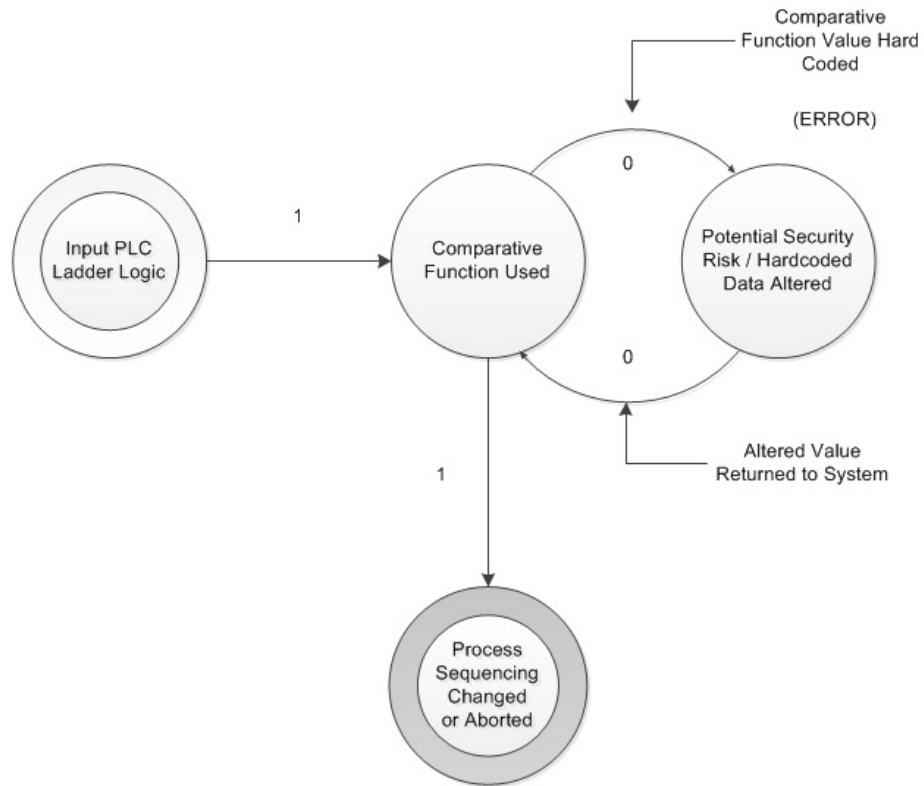 Comparative
Function Value Hard
Coded
(ERROR)
0
1
Input PLC
Ladder Logic
Comparative
Function Used
Potential Security
Risk / Hardcoded
Data Altered
0
Altered Value
Returned to System
1
Process
Sequencing
Changed
or Aborted